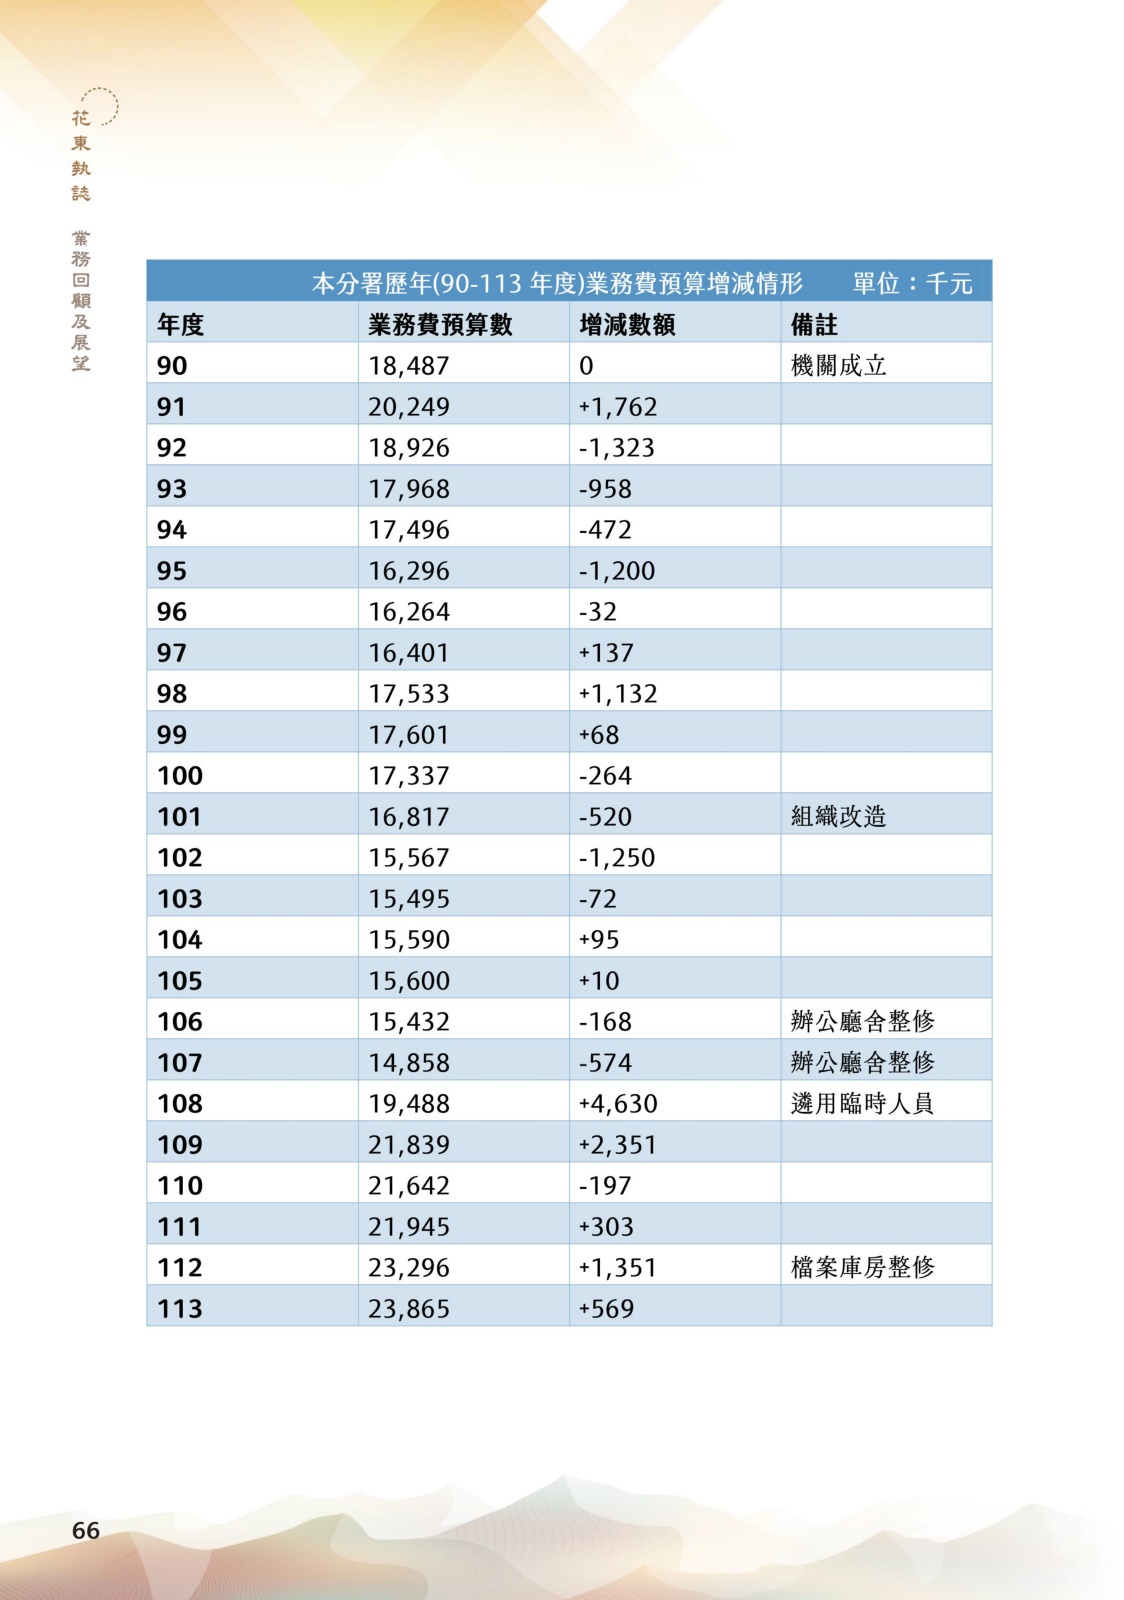 花東執誌 業務回顧及展望
本分署歷年(90-113 年度)業務費預算增減情形 單位：千元
年度 業務費預算數 增減數額 備註
90 18,487 0 機關成立
91 20,249 +1,762
92 18,926 -1,323
93 17,968 -958
94 17,496 -472
95 16,296 -1,200
96 16,264 -32
97 16,401 +137
98 17,533 +1,132
99 17,601 +68
100 17,337 -264
101 16,817 -520 組織改造
102 15,567 -1,250
103 15,495 -72
104 15,590 +95
105 15,600 +10
106 15,432 -168 辦公廳舍整修
107 14,858 -574 辦公廳舍整修
108 19,488 +4,630 遴用臨時人員
109 21,839 +2,351
110 21,642 -197
111 21,945 +303
112 23,296 +1,351 檔案庫房整修
113 23,865 +569
66